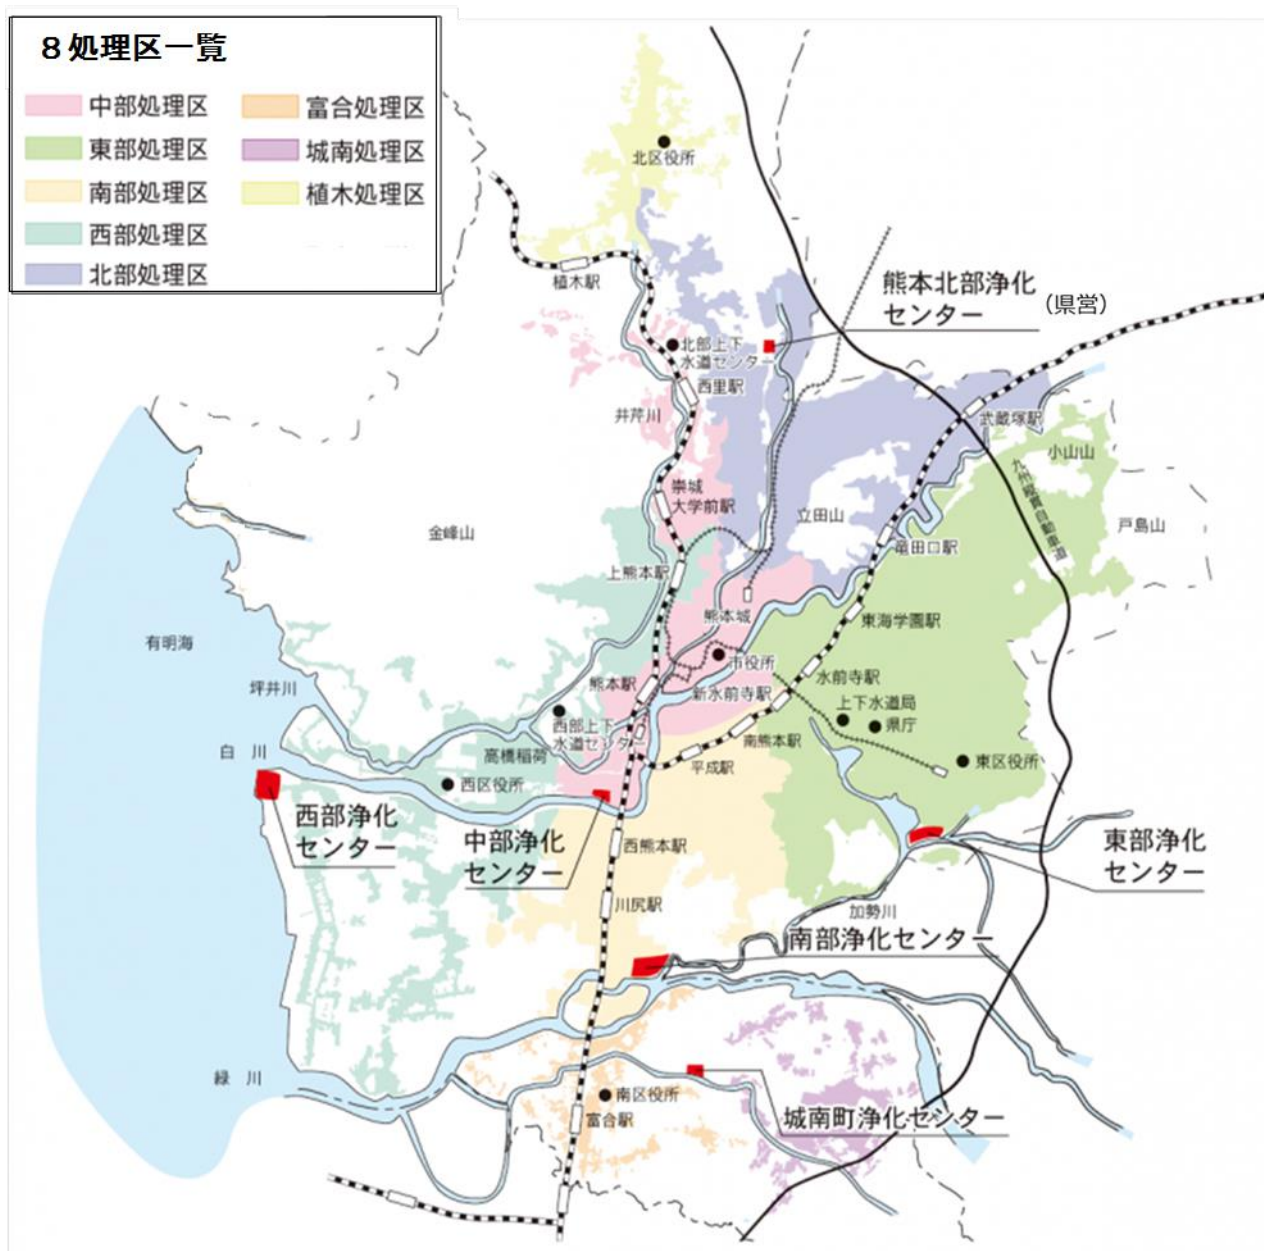 8処理区一覧
中部処理区
富合処理区
東部処理区
城南処理区
南部処理区
植木処理区
西部処理区
北部処理区
北区役所
植木駅
熊本北部浄化
センター
(県営)
北部上下
水道センター
西里駅
井芹川
武蔵塚駅
小山山
九州縦貫自動車道
戸島山
崇城
大学前駅
立田山
金峰山
竜田口駅
上熊本駅
熊本城
東海学園駅
有明海
市役所
水前寺駅
坪井川
熊本駅
新水前寺駅
上下水道局
県庁
西部上下
水道センター
南熊本駅
白川
高橋稲荷
平成駅
東区役所
西区役所
西部浄化
センター
中部浄化
センター
西熊本駅
東部浄化
センター
川尻駅
加勢川
南部浄化センター
緑川
南区役所
富合駅
城南町浄化センター